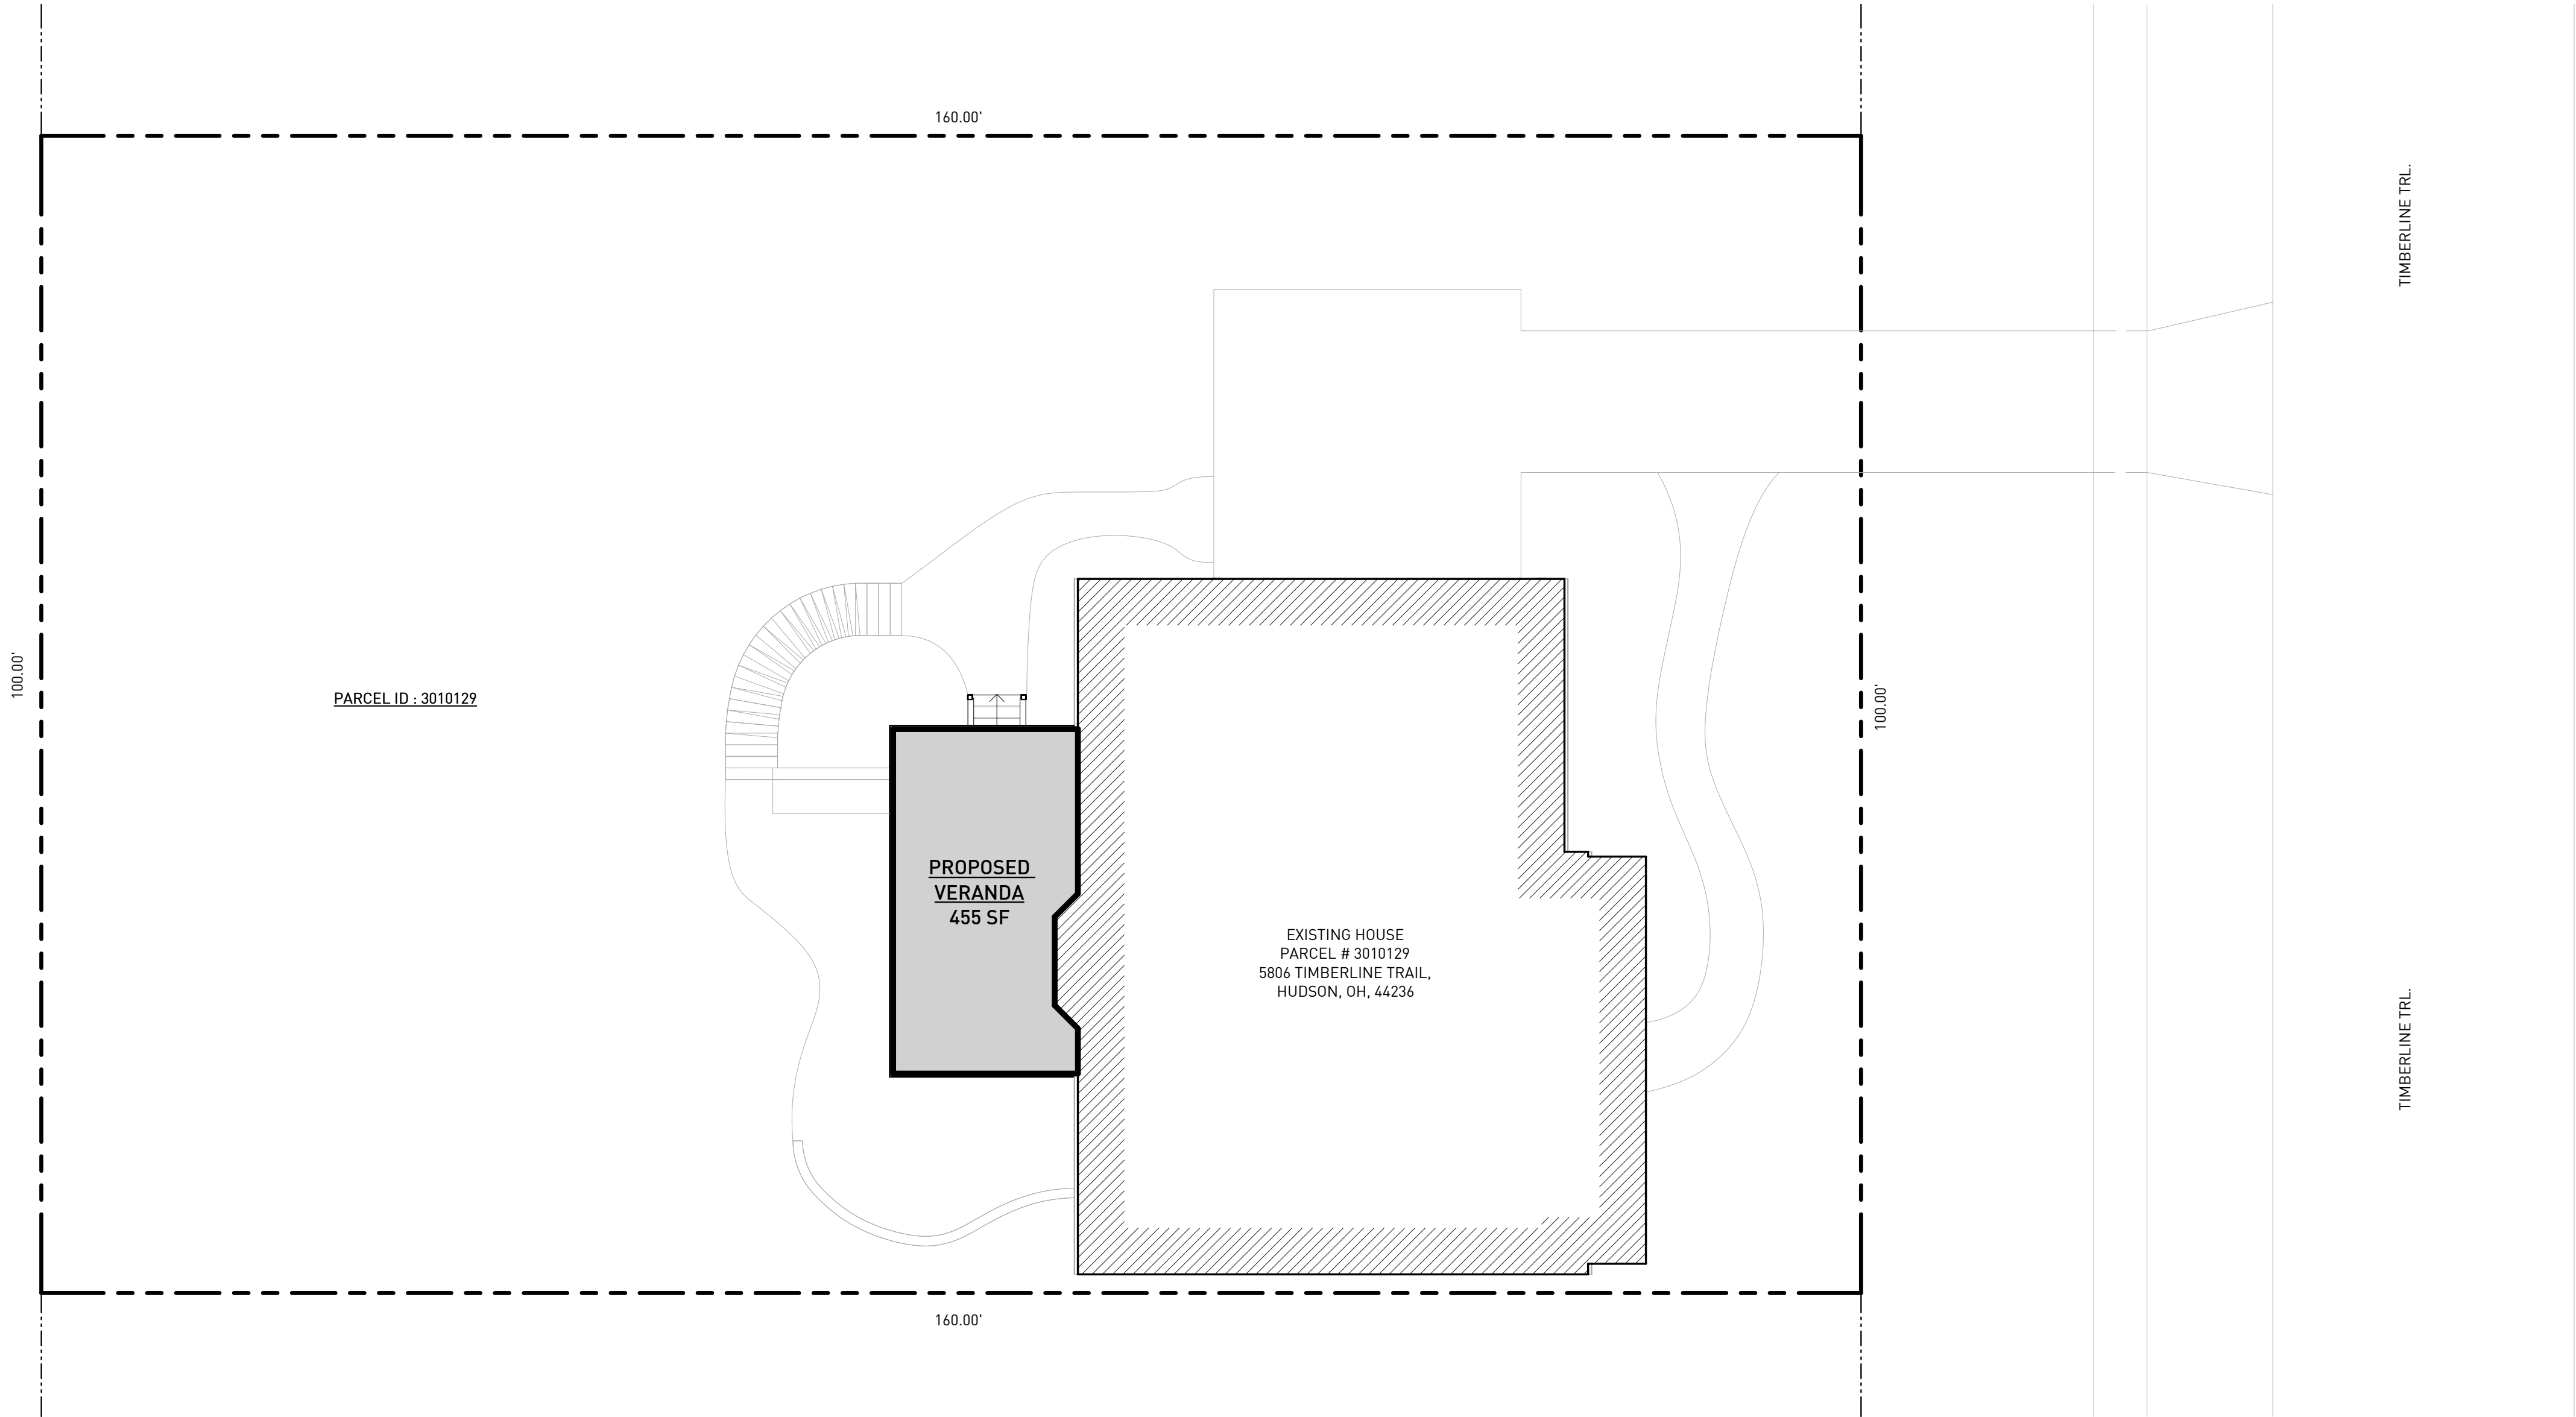 160.00'
TIMBERLINE TRL.
100.00'
PARCEL ID : 3010129
100.00'
PROPOSED
VERANDA
455 SF
EXISTING HOUSE
PARCEL # 3010129
5806 TIMBERLINE TRAIL,
HUDSON, OH, 44236
TIMBERLINE TRL.
160.00'